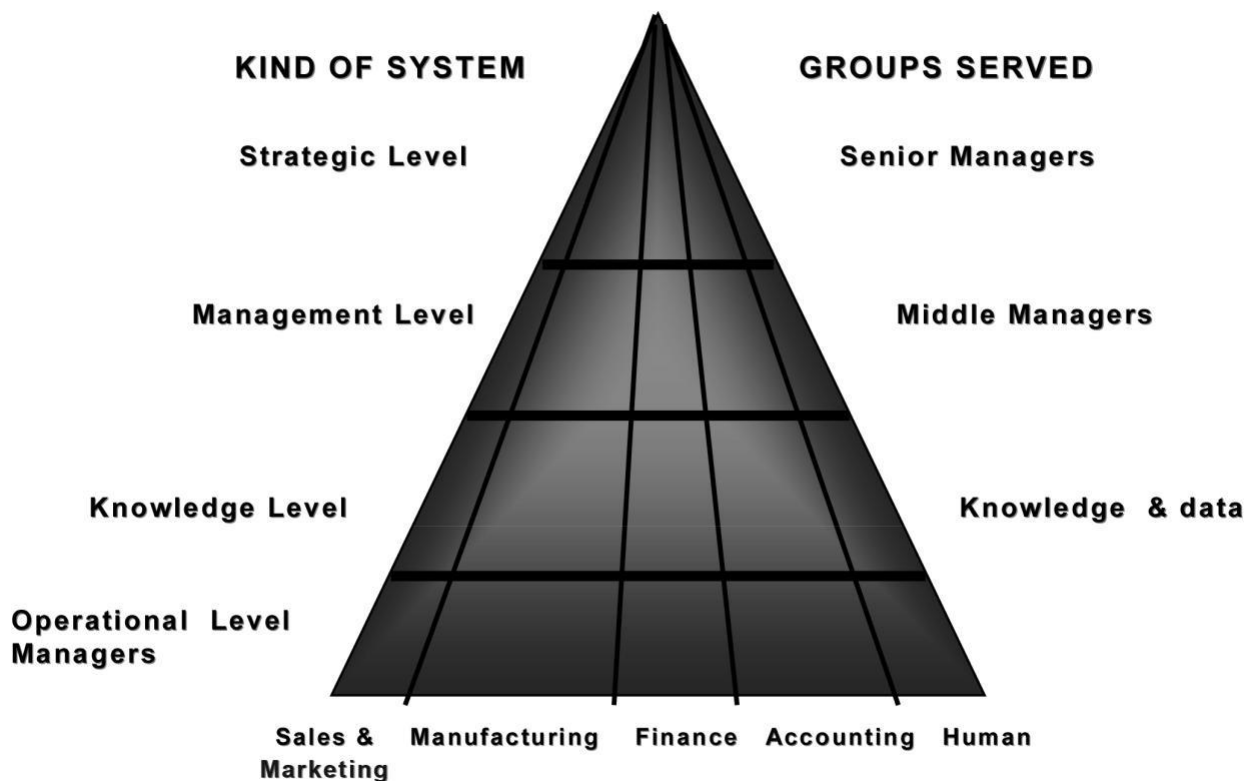 KIND OF SYSTEM
GROUPS SERVED
Strategic Level
Senior Managers
Management Level
Middle Managers
Knowledge Level
Knowledge & data
Operational Level
Managers
Sales & Manufacturing Finance Accounting Human
Marketing